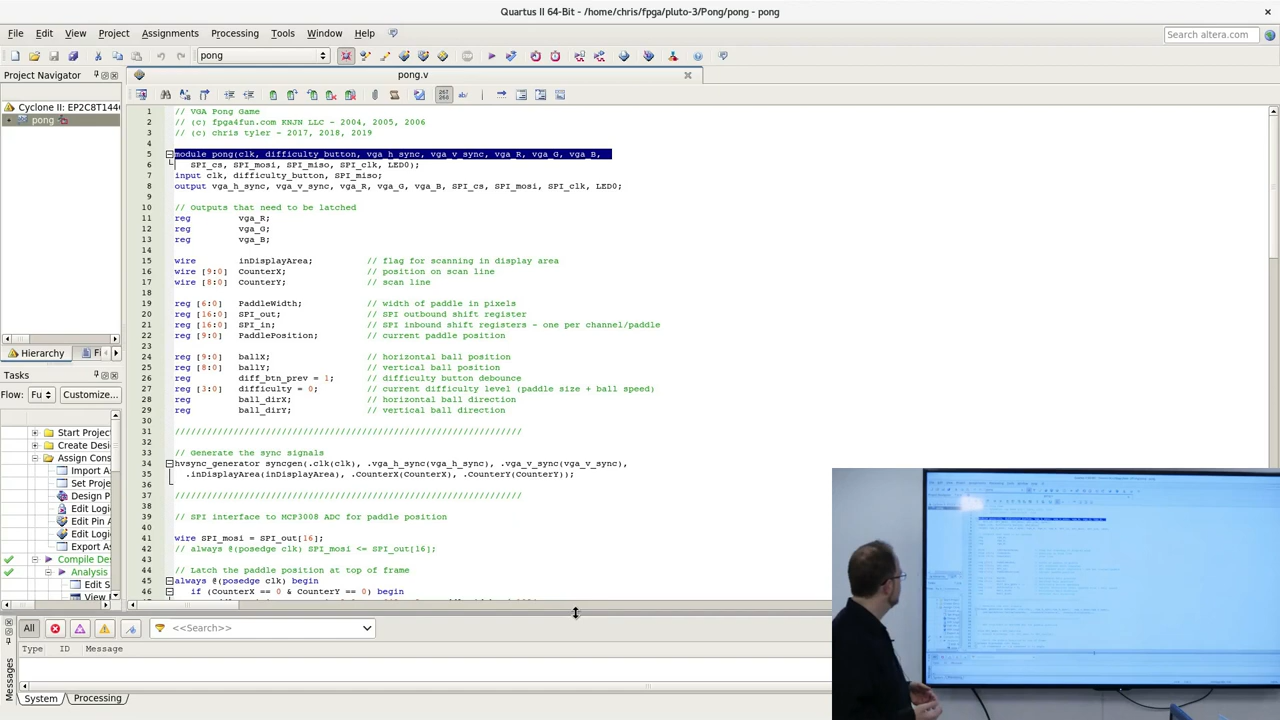 Quartus II 64-Bit - /home/chris/fpga/pluto-3/Pong/pong - pong
File Edit View Project Assignments Processing Tools Window Help
Search altera.com
pong
Project Navigator
pong.v
Cyclone II: EP2C8T144
pong
Hierarchy
Tasks
Flow: Fu Customize...
Start Projec
Create Desi
Assign Cons
Import A
Set Proj
Design P
Edit Logi
Edit Pin A
Edit Logi
Export As
Compile Des
Analysis
Edit S
View
1 // VGA Pong Game
2 // (c) fpga4fun.com KNJN LLC - 2004, 2005, 2006
3 // (c) chris tyler - 2017, 2018, 2019
4
5 module pong(clk, difficulty_button, vga_h_sync, vga_v_sync, vga_R, vga_G, vga_B,
6 SPI_cs, SPI_mosi, SPI_miso, SPI_clk, LED0);
7 input clk, difficulty_button, SPI_miso;
8 output vga_h_sync, vga_v_sync, vga_R, vga_G, vga_B, SPI_cs, SPI_mosi, SPI_clk, LED0;
9
10 // Outputs that need to be latched
11 reg vga_R;
12 reg vga_G;
13 reg vga_B;
14
15 wire inDisplayArea; // flag for scanning in display area
16 wire [9:0] CounterX; // position on scan line
17 wire [8:0] CounterY; // scan line
18
19 reg [6:0] PaddleWidth; // width of paddle in pixels
20 reg [16:0] SPI_out; // SPI outbound shift register
21 reg [16:0] SPI_in; // SPI inbound shift registers - one per channel/paddle
22 reg [9:0] PaddlePosition; // current paddle position
23
24 reg [9:0] ballX; // horizontal ball position
25 reg [8:0] ballY; // vertical ball position
26 reg diff_btn_prev = 1; // difficulty button debounce
27 reg [3:0] difficulty = 0; // current difficulty level (paddle size + ball speed)
28 reg ball_dirX; // horizontal ball direction
29 reg ball_dirY; // vertical ball direction
30
31 /////////////////////////////////////////////////////////////////
32
33 // Generate the sync signals
34 hvsync_generator syncgen(.clk(clk), .vga_h_sync(vga_h_sync), .vga_v_sync(vga_v_sync),
35 .inDisplayArea(inDisplayArea), .CounterX(CounterX), .CounterY(CounterY));
36
37 /////////////////////////////////////////////////////////////////
38
39 // SPI interface to MCP3008 ADC for paddle position
40
41 wire SPI_mosi = SPI_out[16];
42 // always @(posedge clk) SPI_mosi <= SPI_out[16];
43
44 // Latch the paddle position at top of frame
45 always @(posedge clk) begin
46 if (CounterX == 0 & CounterY == 0) begin
All <<Search>>
Type ID Message
Messages
System Processing